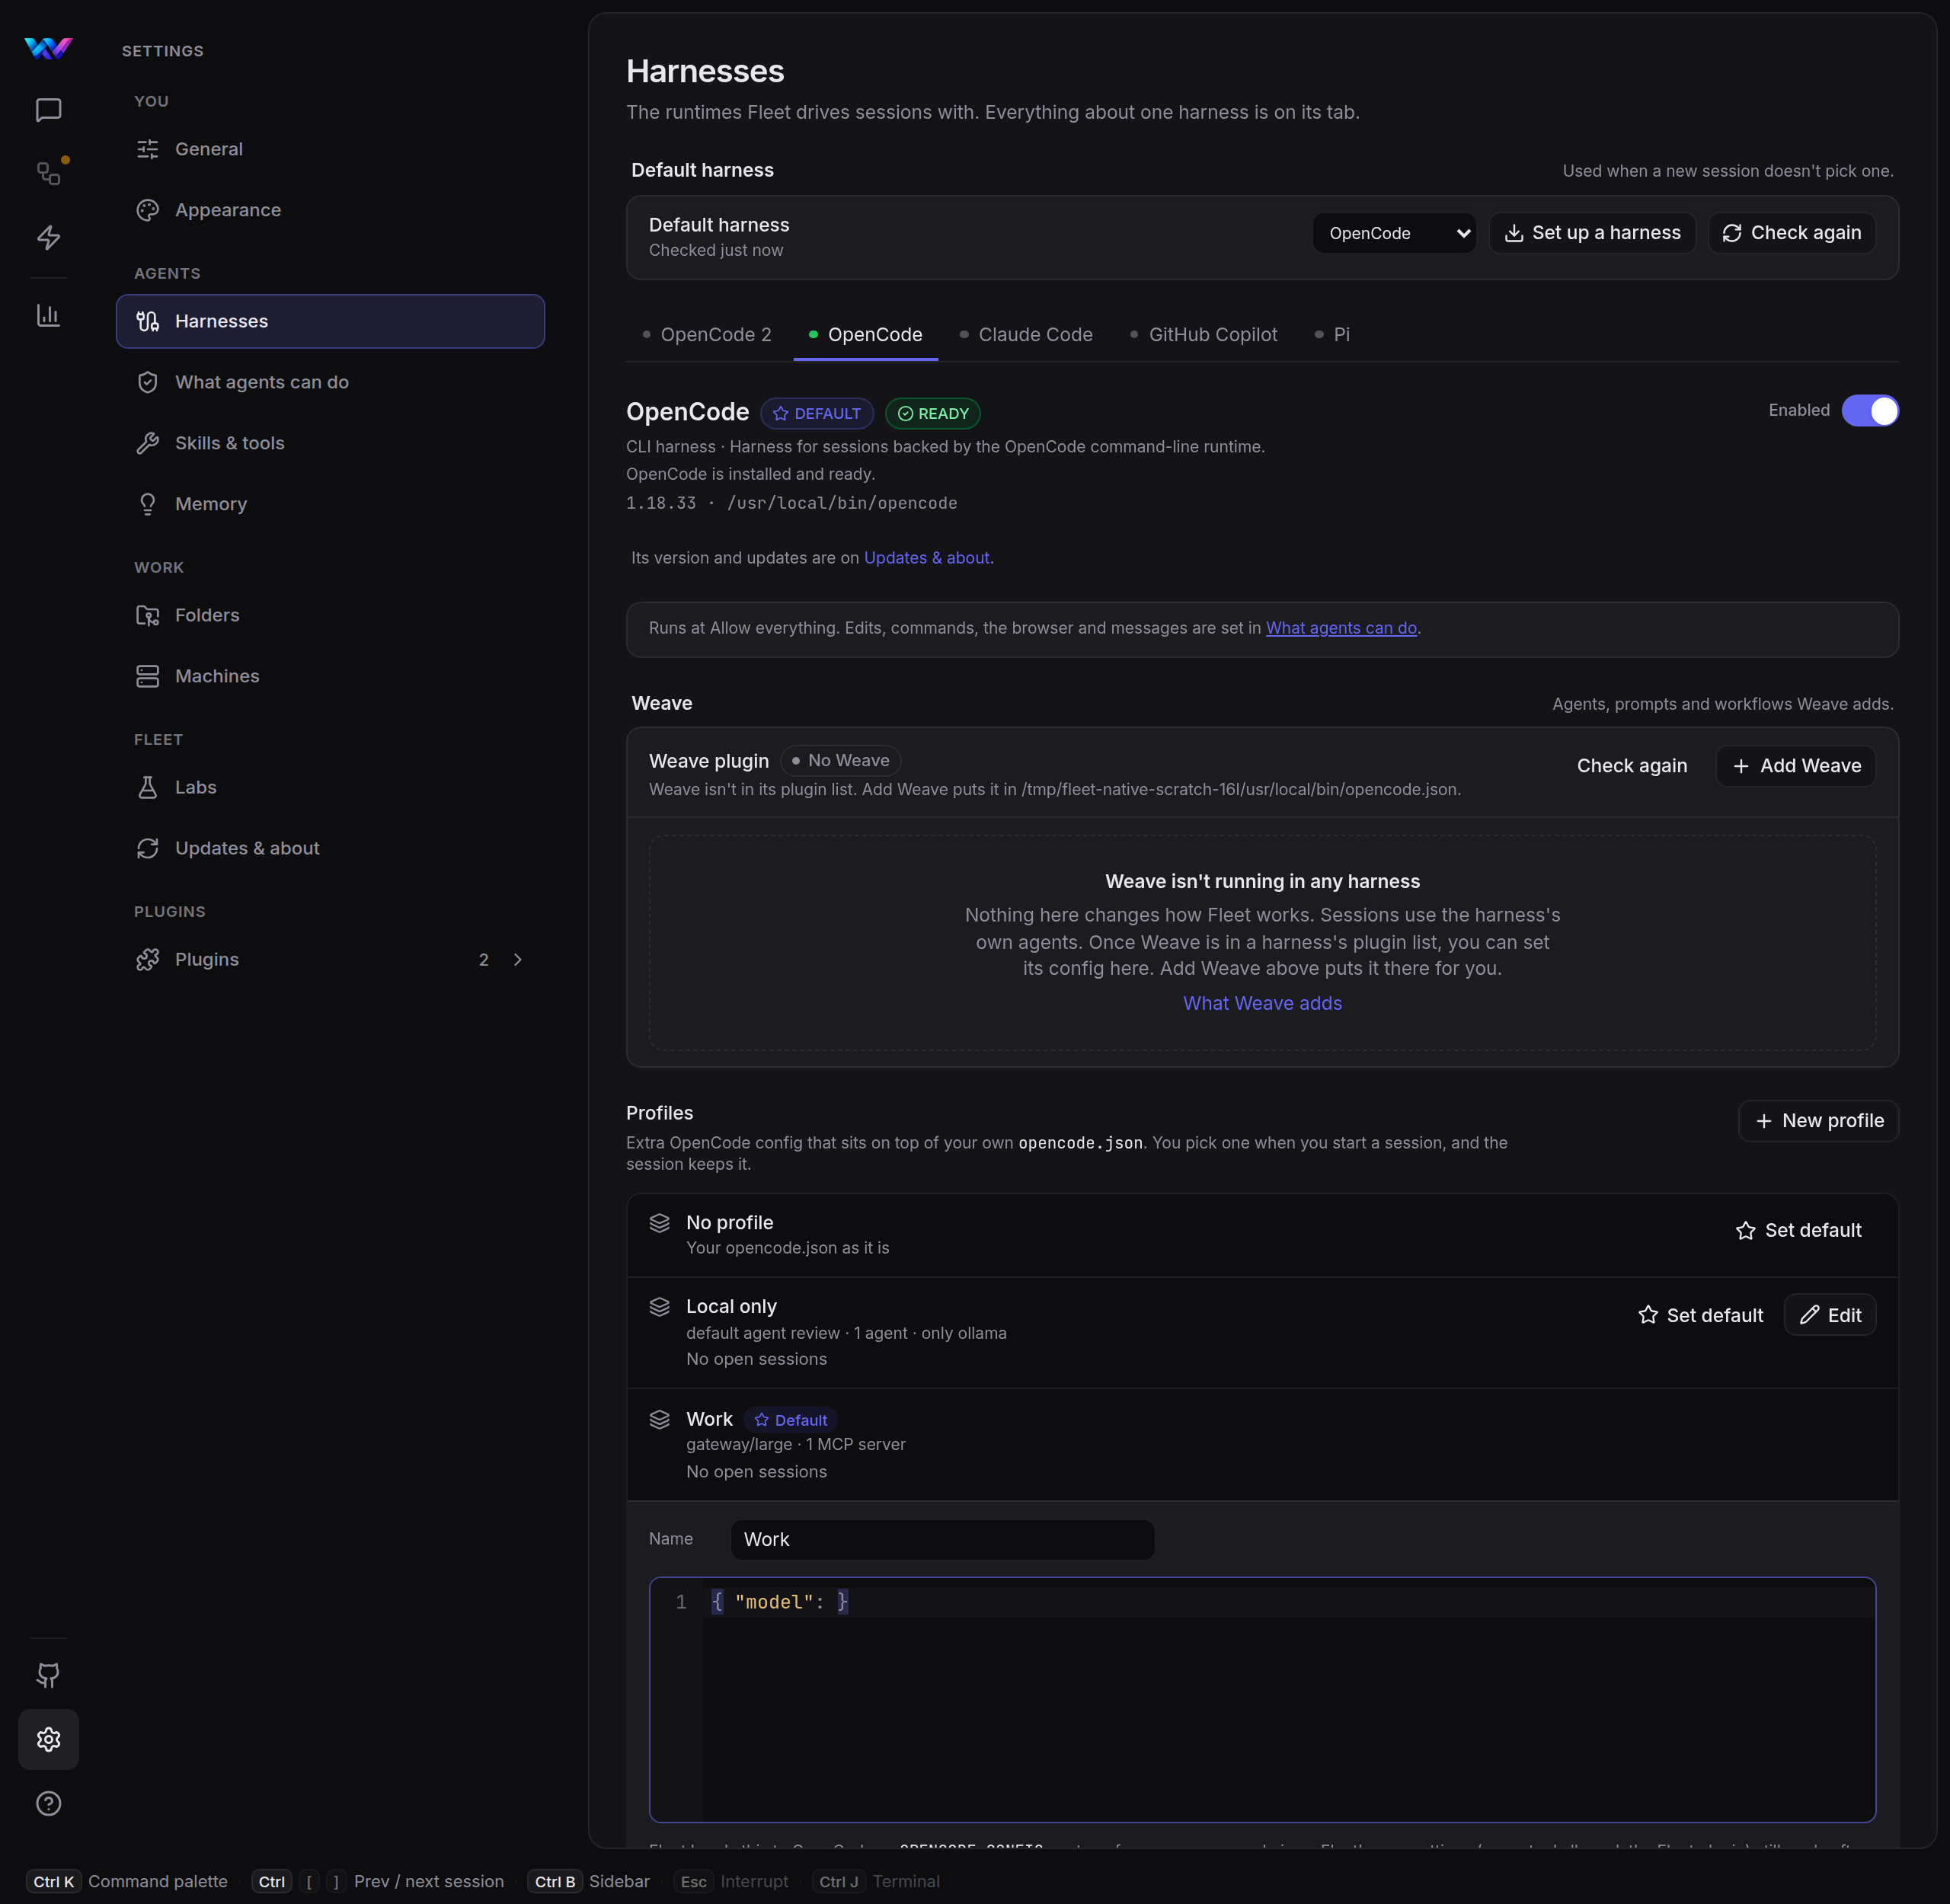 SETTINGS
YOU
General
Appearance
AGENTS
Harnesses
What agents can do
Skills & tools
Memory
WORK
Folders
Machines
FLEET
Labs
Updates & about
PLUGINS
Plugins 2
Harnesses
The runtimes Fleet drives sessions with. Everything about one harness is on its tab.
Default harness
Used when a new session doesn't pick one.
Default harness
Checked just now
OpenCode
Set up a harness
Check again
OpenCode 2
OpenCode
Claude Code
GitHub Copilot
Pi
OpenCode
DEFAULT
READY
Enabled
CLI harness · Harness for sessions backed by the OpenCode command-line runtime.
OpenCode is installed and ready.
1.18.33 · /usr/local/bin/opencode
Its version and updates are on Updates & about.
Runs at Allow everything. Edits, commands, the browser and messages are set in What agents can do.
Weave
Agents, prompts and workflows Weave adds.
Weave plugin
No Weave
Weave isn't in its plugin list. Add Weave puts it in /tmp/fleet-native-scratch-16l/usr/local/bin/opencode.json.
Check again
Add Weave
Weave isn't running in any harness
Nothing here changes how Fleet works. Sessions use the harness's
own agents. Once Weave is in a harness's plugin list, you can set
its config here. Add Weave above puts it there for you.
What Weave adds
Profiles
Extra OpenCode config that sits on top of your own opencode.json. You pick one when you start a session, and the
session keeps it.
New profile
No profile
Your opencode.json as it is
Set default
Local only
default agent review · 1 agent · only ollama
No open sessions
Set default
Edit
Work
Default
gateway/large · 1 MCP server
No open sessions
Name
Work
1
{ "model": }
Ctrl K Command palette
Ctrl [ ] Prev / next session
Ctrl B Sidebar
Esc Interrupt
Ctrl J Terminal